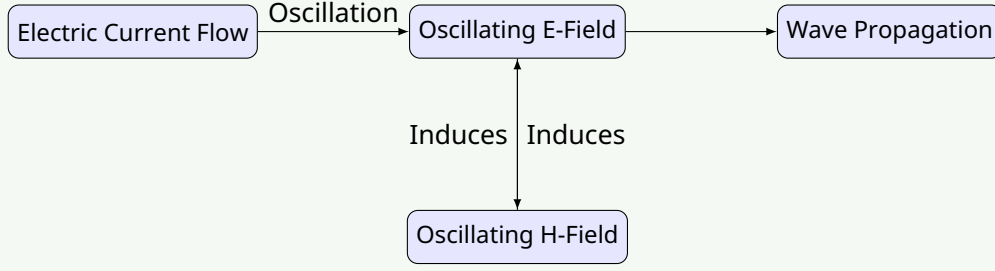 Oscillation
Electric Current Flow
Oscillating E-Field
Wave Propagation
Induces
Induces
Oscillating H-Field